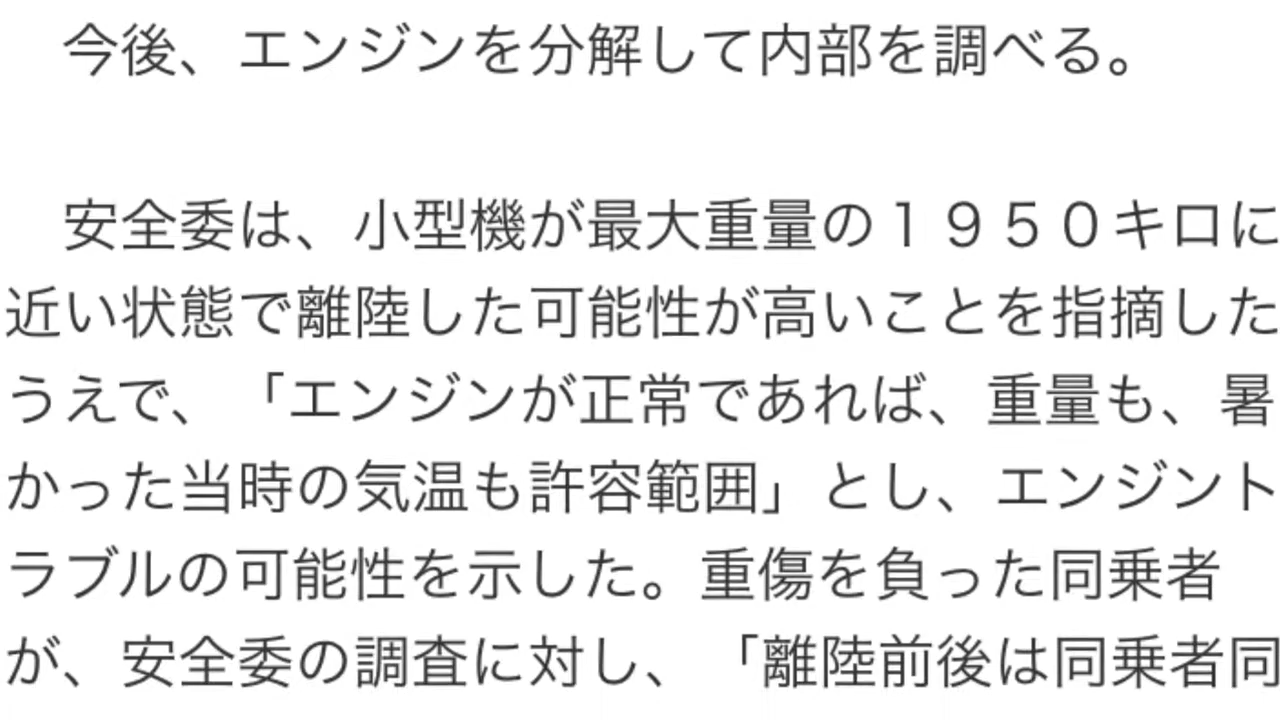 今後、エンジンを分解して内部を調べる。
　安全委は、小型機が最大重量の１９５０キロに
近い状態で離陸した可能性が高いことを指摘した
うえで、「エンジンが正常であれば、重量も、暑
かった当時の気温も許容範囲」とし、エンジント
ラブルの可能性を示した。重傷を負った同乗者
が、安全委の調査に対し、「離陸前後は同乗者同